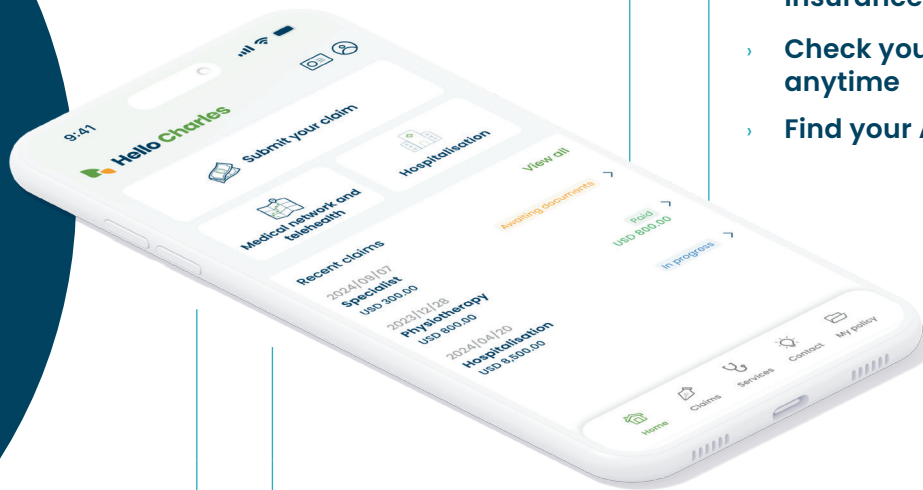 9:41
Hello Charles
Submit your claim
Medical network and
telehealth
Hospitalisation
Recent claims
View all
2024/09/07
Specialist
USD 300.00
Awaiting documents
2023/12/28
Physiotherapy
USD 800.00
Paid
USD 800.00
2024/04/20
Hospitalisation
USD 8,500.00
In progress
Home
Claims
Services
Contact
My policy
Insurance
› Check you
anytime
› Find your